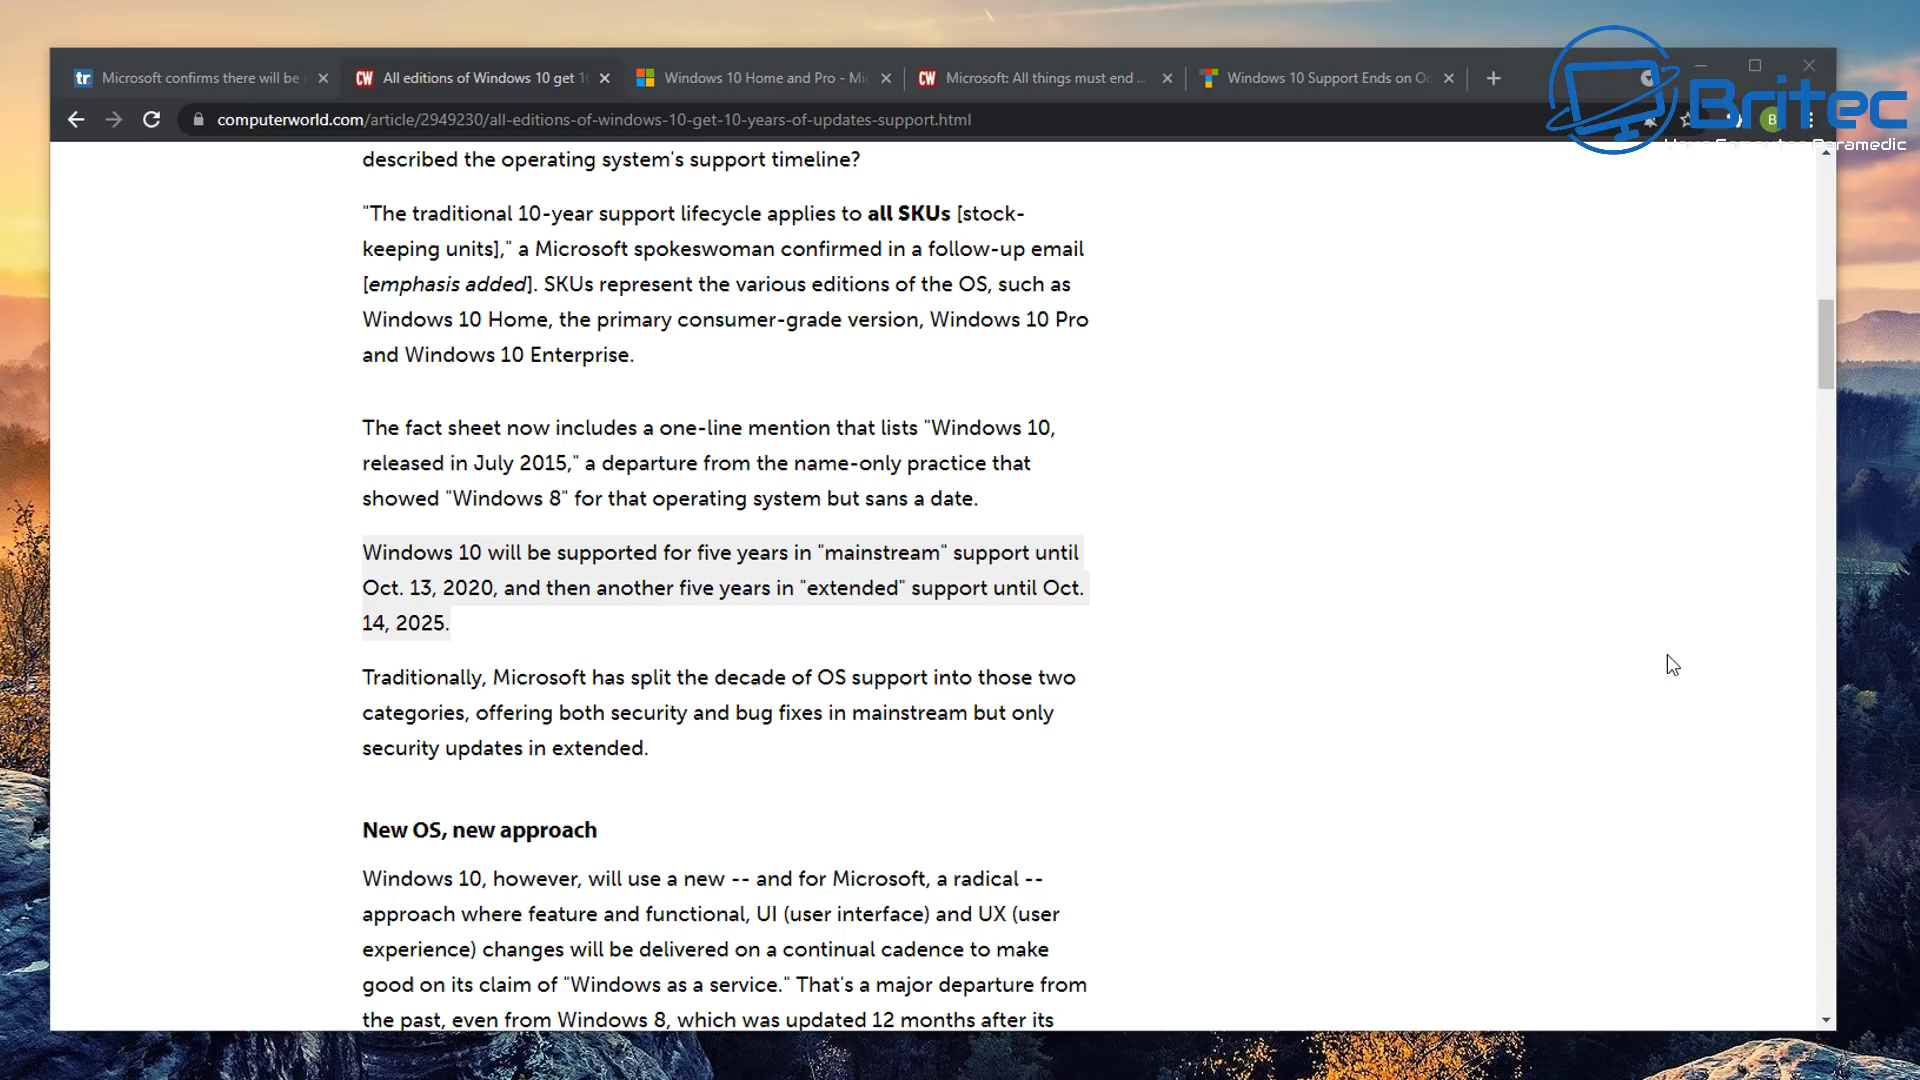 Microsoft confirms there will be
All editions of Windows 10 get 1
Windows 10 Home and Pro - Mi
Microsoft: All things must end ...
Windows 10 Support Ends on Oc
computerworld.com/article/2949230/all-editions-of-windows-10-get-10-years-of-updates-support.html
Britec
described the operating system's support timeline?
"The traditional 10-year support lifecycle applies to all SKUs [stock-
keeping units]," a Microsoft spokeswoman confirmed in a follow-up email
[emphasis added]. SKUs represent the various editions of the OS, such as
Windows 10 Home, the primary consumer-grade version, Windows 10 Pro
and Windows 10 Enterprise.
The fact sheet now includes a one-line mention that lists "Windows 10,
released in July 2015," a departure from the name-only practice that
showed "Windows 8" for that operating system but sans a date.
Windows 10 will be supported for five years in "mainstream" support until
Oct. 13, 2020, and then another five years in "extended" support until Oct.
14, 2025.
Traditionally, Microsoft has split the decade of OS support into those two
categories, offering both security and bug fixes in mainstream but only
security updates in extended.
New OS, new approach
Windows 10, however, will use a new -- and for Microsoft, a radical --
approach where feature and functional, UI (user interface) and UX (user
experience) changes will be delivered on a continual cadence to make
good on its claim of "Windows as a service." That's a major departure from
the past, even from Windows 8, which was updated 12 months after its